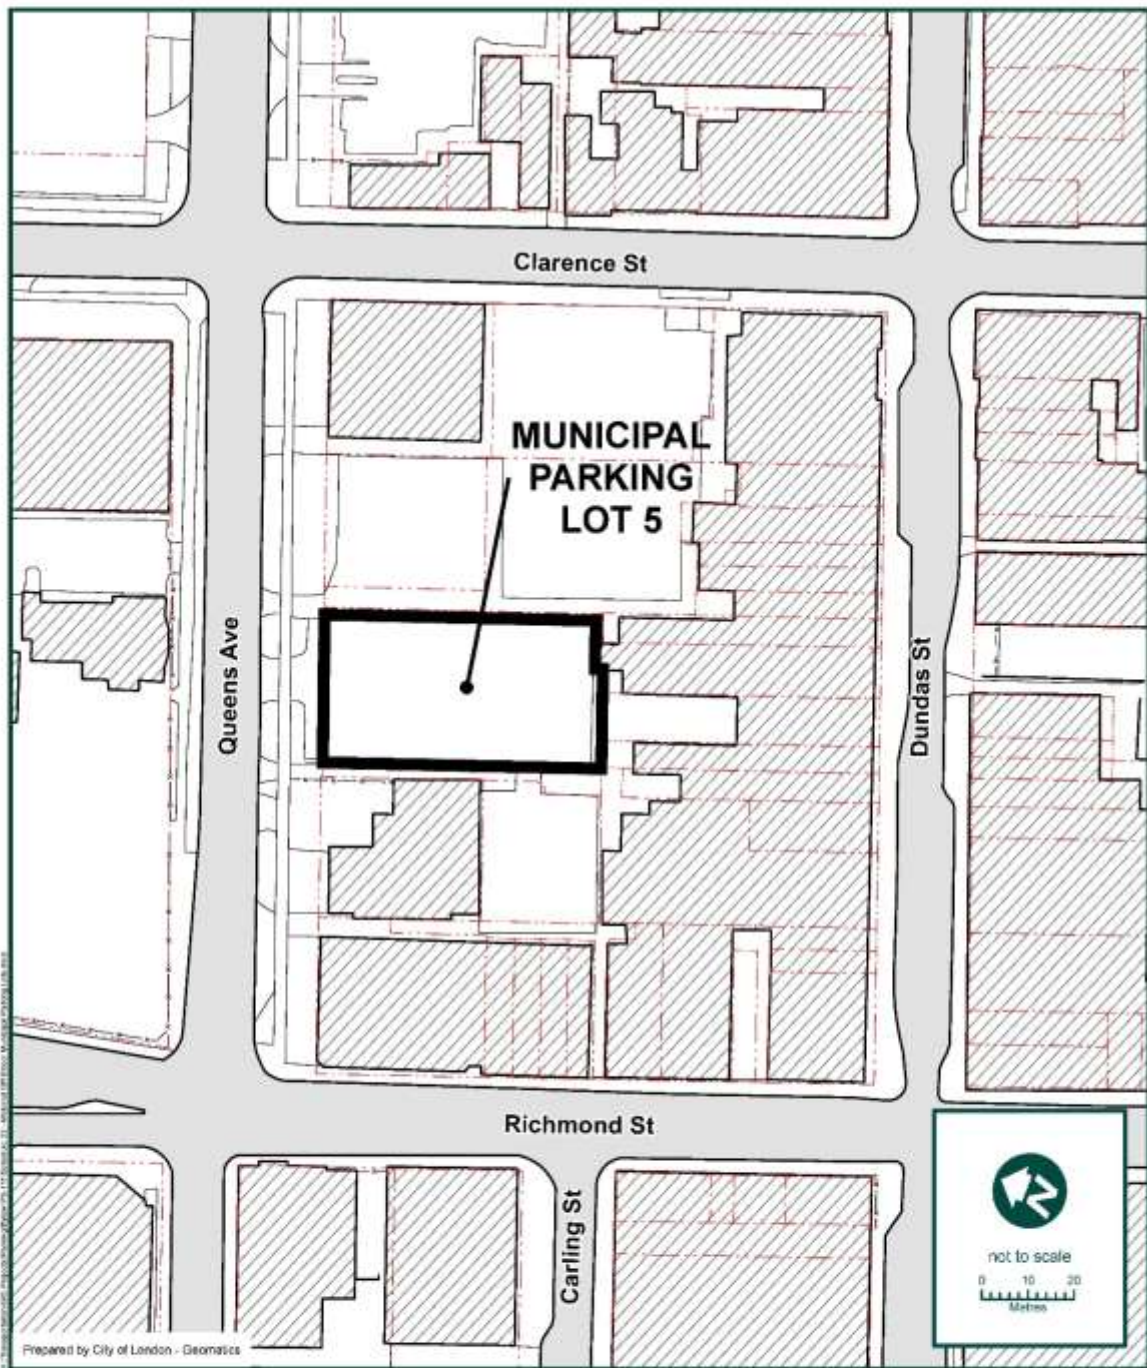 Clarence St
MUNICIPAL
PARKING
LOT 5
Queens Ave
Dundas St
Richmond St
Carling St
N
not to scale
0 10 20
Metres
Prepared by City of London - Geomatics